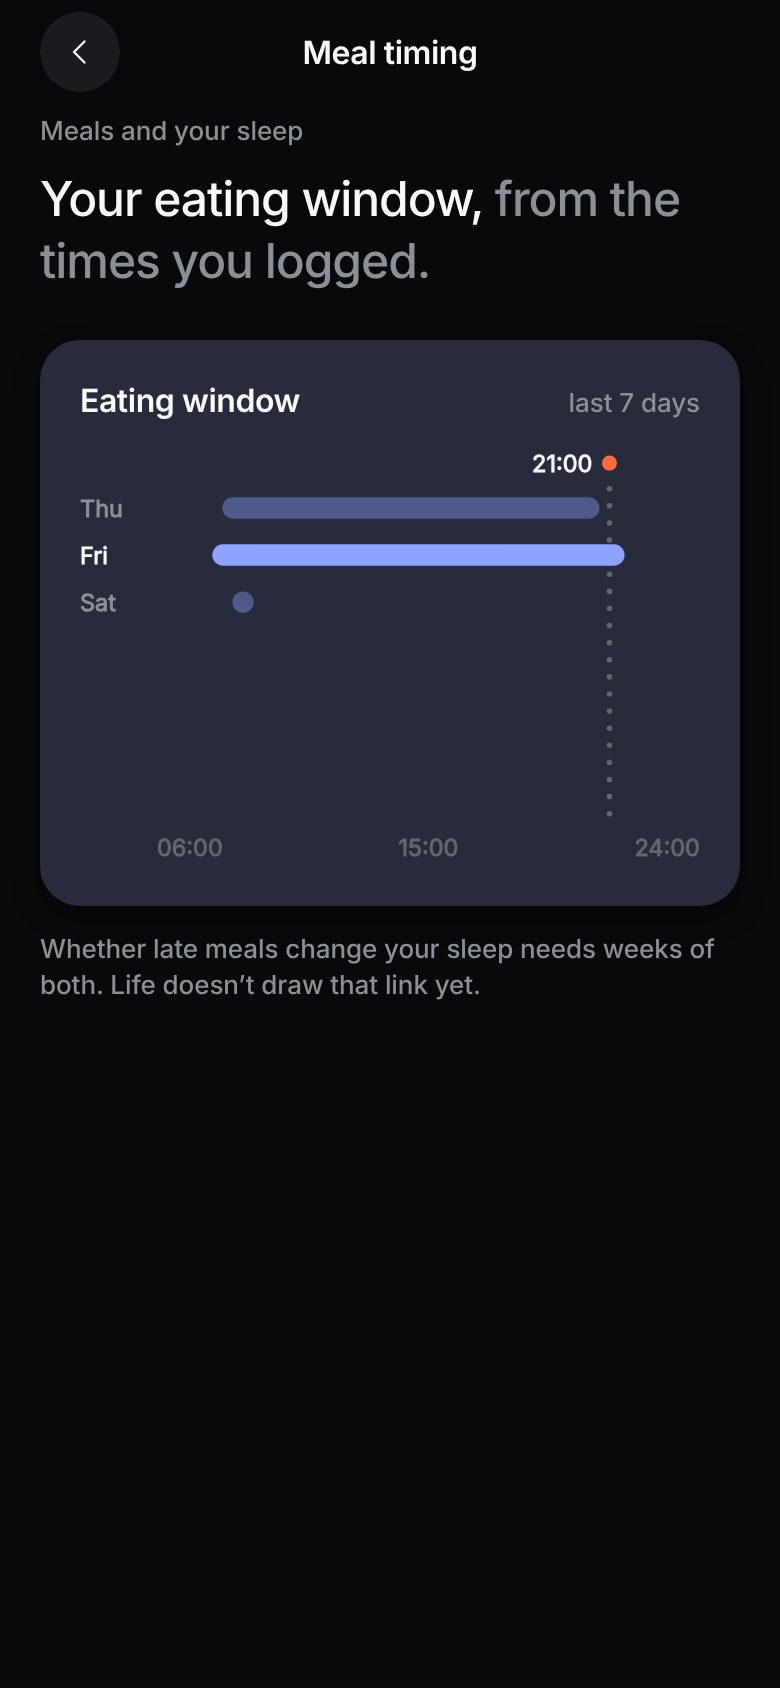 Meal timing
Meals and your sleep
Your eating window, from the
times you logged.
Eating window
last 7 days
21:00
Thu
Fri
Sat
06:00
15:00
24:00
Whether late meals change your sleep needs weeks of
both. Life doesn’t draw that link yet.